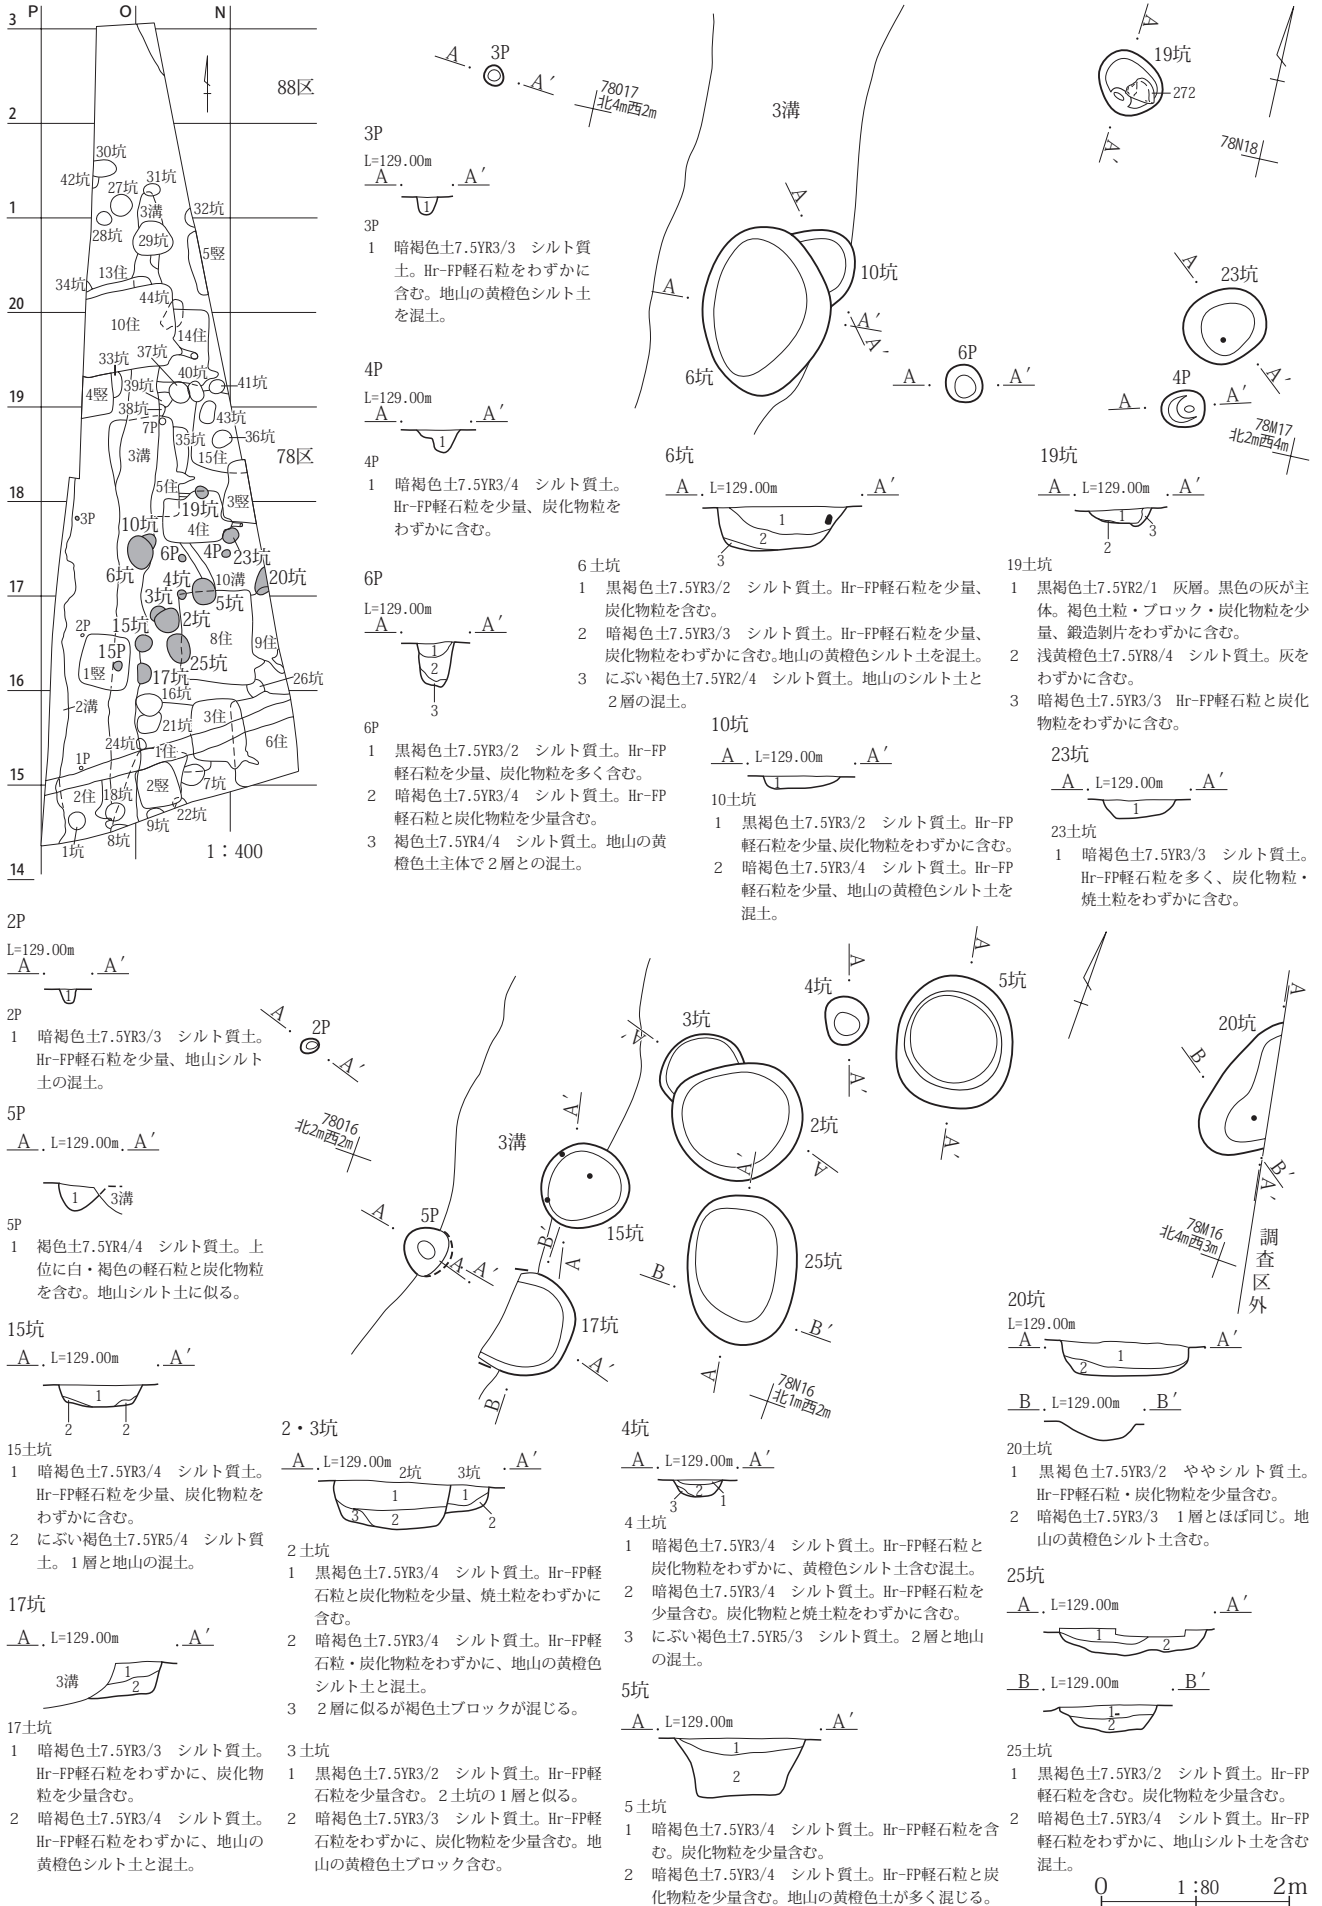 P O N
3
2
1
20
19
18
17
16
15
14
88区
78区
30坑
42坑
27坑
31坑
3溝
32坑
28坑
29坑
5竪
13住
34坑
44坑
10住
14住
33坑
37坑
40坑
41坑
4竪
39坑
38坑
43坑
7P
35坑
36坑
3溝
15住
5住
19坑
3竪
3P
10坑
4住
6P
4P
23坑
6坑
4坑
10溝
20坑
3坑
5坑
2P
15坑
2坑
8住
9住
15P
25坑
1竪
17坑
26坑
16坑
2溝
21坑
3住
24坑
1住
6住
1P
2竪
7坑
2住
18坑
22坑
1坑
8坑
9坑
1:400
A 3P A′
78O17
北4m西2m
3P
L=129.00m
A A′
1
3P
1 暗褐色土7.5YR3/3 シルト質
土。Hr-FP軽石粒をわずかに
含む。地山の黄橙色シルト土
を混土。
4P
L=129.00m
A A′
1
4P
1 暗褐色土7.5YR3/4 シルト質土。
Hr-FP軽石粒を少量、炭化物粒を
わずかに含む。
6P
L=129.00m
A A′
1
2
3
6P
1 黒褐色土7.5YR3/2 シルト質土。Hr-FP
軽石粒を少量、炭化物粒を多く含む。
2 暗褐色土7.5YR3/4 シルト質土。Hr-FP
軽石粒と炭化物粒を少量含む。
3 褐色土7.5YR4/4 シルト質土。地山の黄
橙色土主体で2層との混土。
3溝
A
10坑
A
A′
A′
6坑
6P
A A′
A
19坑
272
A′
78N18
A
23坑
A′
4P
A A′
78M17
北2m西4m
6坑
A L=129.00m A′
1
2
3
6土坑
1 黒褐色土7.5YR3/2 シルト質土。Hr-FP軽石粒を少量、
炭化物粒を含む。
2 暗褐色土7.5YR3/3 シルト質土。Hr-FP軽石粒を少量、
炭化物粒をわずかに含む。地山の黄橙色シルト土を混土。
3 にぶい褐色土7.5YR2/4 シルト質土。地山のシルト土と
2層の混土。
10坑
A L=129.00m A′
1
10土坑
1 黒褐色土7.5YR3/2 シルト質土。Hr-FP
軽石粒を少量、炭化物粒をわずかに含む。
2 暗褐色土7.5YR3/4 シルト質土。Hr-FP
軽石粒を少量、地山の黄橙色シルト土を
混土。
19坑
A L=129.00m A′
1
2
3
19土坑
1 黒褐色土7.5YR2/1 灰層。黒色の灰が主
体。褐色土粒・ブロック・炭化物粒を少
量、鍛造剝片をわずかに含む。
2 浅黄橙色土7.5YR8/4 シルト質土。灰を
わずかに含む。
3 暗褐色土7.5YR3/3 Hr-FP軽石粒と炭化
物粒をわずかに含む。
23坑
A L=129.00m A′
1
23土坑
1 暗褐色土7.5YR3/3 シルト質土。
Hr-FP軽石粒を多く、炭化物粒・
焼土粒をわずかに含む。
2P
L=129.00m
A A′
1
2P
1 暗褐色土7.5YR3/3 シルト質土。
Hr-FP軽石粒を少量、地山シルト
土の混土。
5P
A L=129.00m A′
1 3溝
5P
1 褐色土7.5YR4/4 シルト質土。上
位に白・褐色の軽石粒と炭化物粒
を含む。地山シルト土に似る。
15坑
A L=129.00m A′
1
2 2
15土坑
1 暗褐色土7.5YR3/4 シルト質土。
Hr-FP軽石粒を少量、炭化物粒を
わずかに含む。
2 にぶい褐色土7.5YR5/4 シルト質
土。1層と地山の混土。
17坑
A L=129.00m A′
3溝 1
2
17土坑
1 暗褐色土7.5YR3/3 シルト質土。
Hr-FP軽石粒をわずかに、炭化物
粒を少量含む。
2 暗褐色土7.5YR3/4 シルト質土。
Hr-FP軽石粒をわずかに、地山の
黄橙色シルト土と混土。
A 2P A′
78O16
北2m西2m
3溝
A 5P A′
A′
15坑
B′ A
17坑
A′
B
3坑
A′
2坑
A
A′
25坑
B
B′
A
78N16
北1m西2m
4坑
A
A′
5坑
A
A′
20坑
A
B
B′
A′
78M16
北4m西3m
調査区外
2・3坑
A L=129.00m 2坑 3坑 A′
1 1
3 2 2
2土坑
1 黒褐色土7.5YR3/4 シルト質土。Hr-FP軽
石粒と炭化物粒を少量、焼土粒をわずかに
含む。
2 暗褐色土7.5YR3/4 シルト質土。Hr-FP軽
石粒・炭化物粒をわずかに、地山の黄橙色
シルト土と混土。
3 2層に似るが褐色土ブロックが混じる。
3土坑
1 黒褐色土7.5YR3/2 シルト質土。Hr-FP軽
石粒を少量含む。2土坑の1層と似る。
2 暗褐色土7.5YR3/3 シルト質土。Hr-FP軽
石粒をわずかに、炭化物粒を少量含む。地
山の黄橙色土ブロック含む。
4坑
A L=129.00m A′
3 2 1
4土坑
1 暗褐色土7.5YR3/4 シルト質土。Hr-FP軽石粒と
炭化物粒をわずかに、黄橙色シルト土含む混土。
2 暗褐色土7.5YR3/4 シルト質土。Hr-FP軽石粒を
少量含む。炭化物粒と焼土粒をわずかに含む。
3 にぶい褐色土7.5YR5/3 シルト質土。2層と地山
の混土。
5坑
A L=129.00m A′
1
2
5土坑
1 暗褐色土7.5YR3/4 シルト質土。Hr-FP軽石粒を含
む。炭化物粒を少量含む。
2 暗褐色土7.5YR3/4 シルト質土。Hr-FP軽石粒と炭
化物粒を少量含む。地山の黄橙色土が多く混じる。
20坑
L=129.00m
A A′
1
2
B L=129.00m B′
20土坑
1 黒褐色土7.5YR3/2 ややシルト質土。
Hr-FP軽石粒・炭化物粒を少量含む。
2 暗褐色土7.5YR3/3 1層とほぼ同じ。地
山の黄橙色シルト土含む。
25坑
A L=129.00m A′
1
2
B L=129.00m B′
1
2
25土坑
1 黒褐色土7.5YR3/2 シルト質土。Hr-FP
軽石粒を含む。炭化物粒を少量含む。
2 暗褐色土7.5YR3/4 シルト質土。Hr-FP
軽石粒をわずかに、地山シルト土を含む
混土。
0 1:80 2m